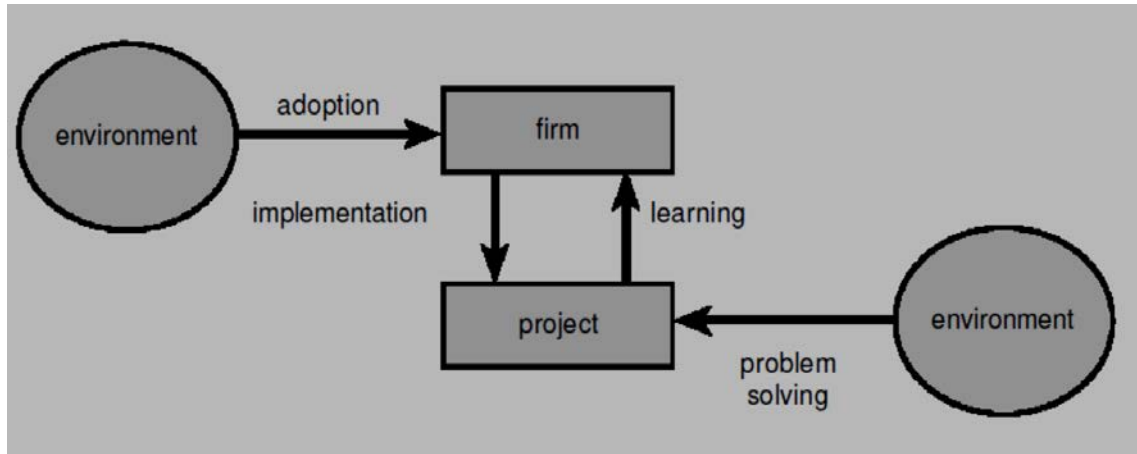 adoption
environment
firm
implementation
learning
project
environment
problem
solving